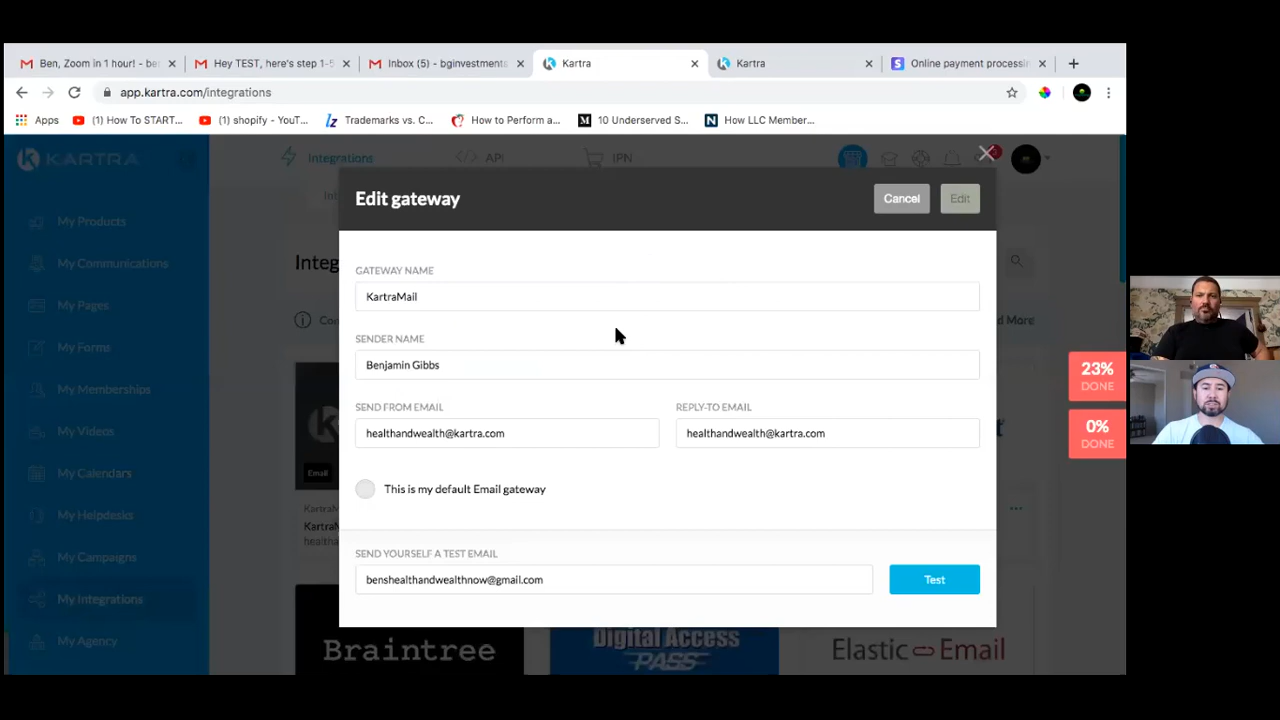 Ben, Zoom in 1 hour! - be
Hey TEST, here's step 1-5
Inbox (5) - bginvestments
Kartra
Kartra
Online payment processin
app.kartra.com/integrations
Apps
(1) How To START...
(1) shopify - YouT...
Trademarks vs. C...
How to Perform a...
10 Underserved S...
How LLC Member...
KARTRA
Integrations
API
IPN
My Products
My Communications
My Pages
My Forms
My Memberships
My Videos
My Calendars
My Helpdesks
My Campaigns
My Integrations
My Agency
Edit gateway
Cancel
Edit
GATEWAY NAME
KartraMail
SENDER NAME
Benjamin Gibbs
SEND FROM EMAIL
REPLY-TO EMAIL
healthandwealth@kartra.com
healthandwealth@kartra.com
This is my default Email gateway
SEND YOURSELF A TEST EMAIL
benshealthandwealthnow@gmail.com
Test
Integ
Email
Braintree
Digital Access
PASS
Elastic Email
23%
DONE
0%
DONE